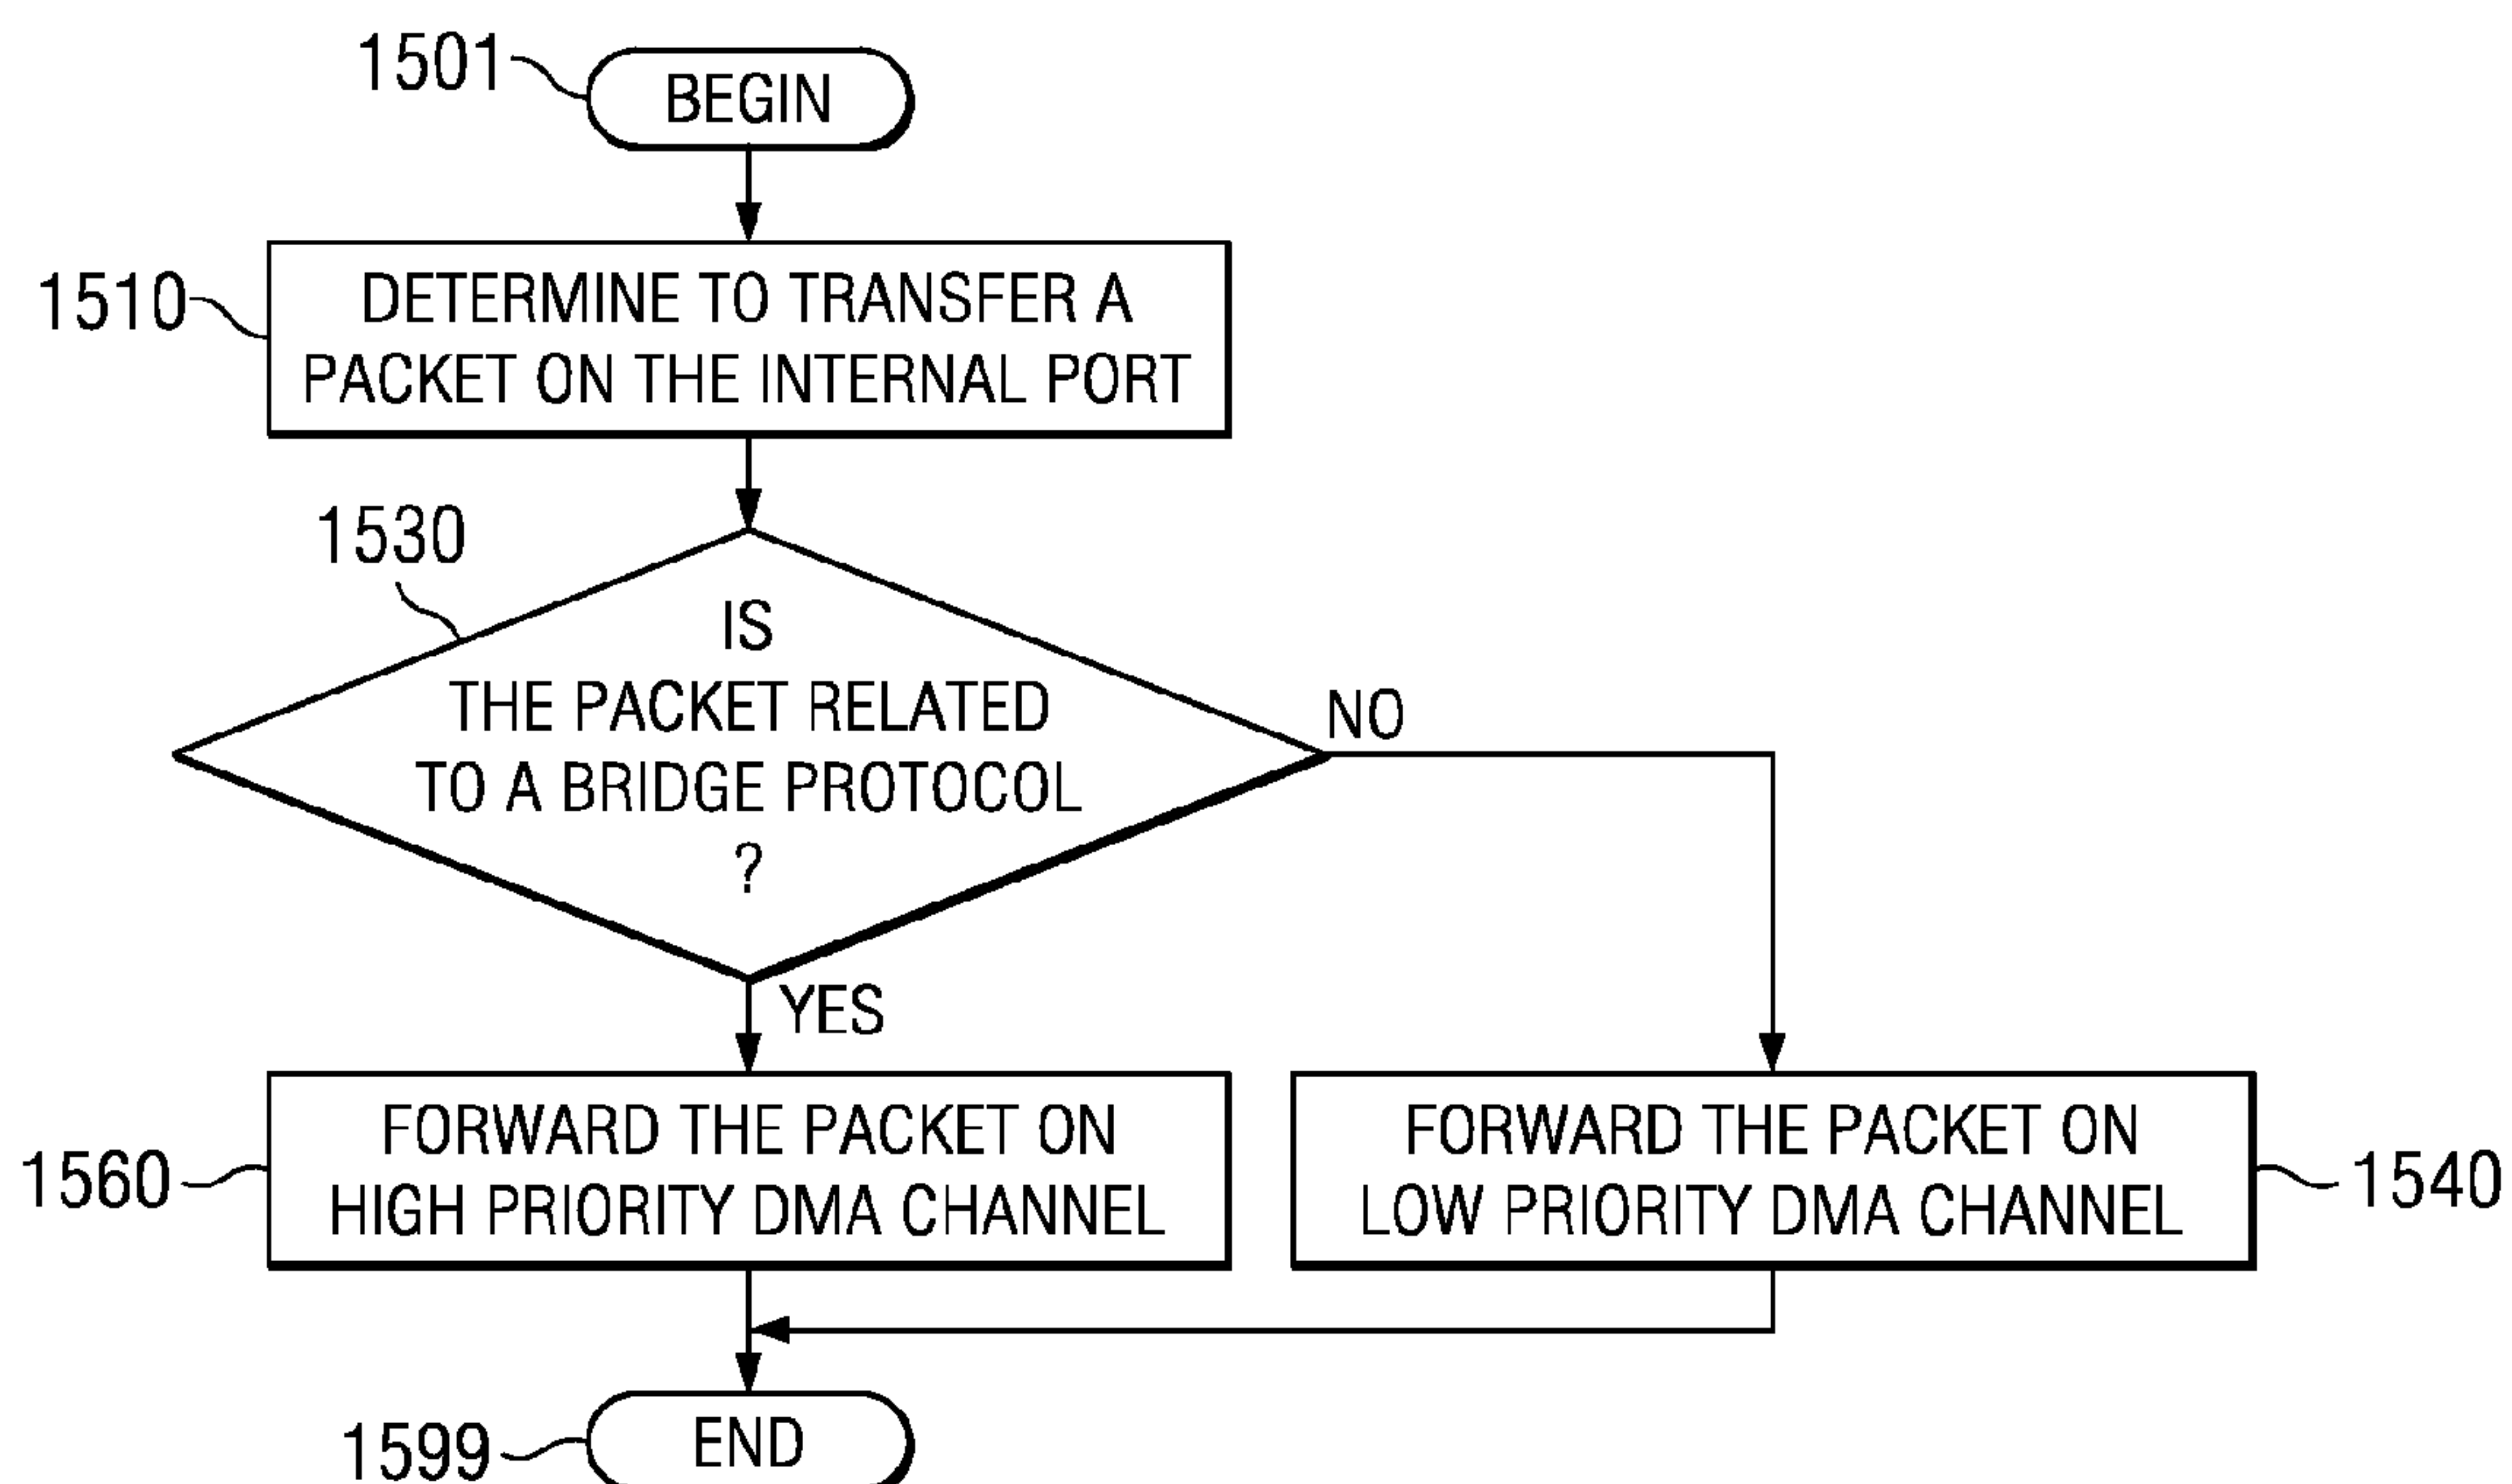 1501
BEGIN
1510
DETERMINE TO TRANSFER A
PACKET ON THE INTERNAL PORT
1530
IS
THE PACKET RELATED
TO A BRIDGE PROTOCOL
?
NO
YES
1560
FORWARD THE PACKET ON
HIGH PRIORITY DMA CHANNEL
FORWARD THE PACKET ON
LOW PRIORITY DMA CHANNEL
1540
1599
END